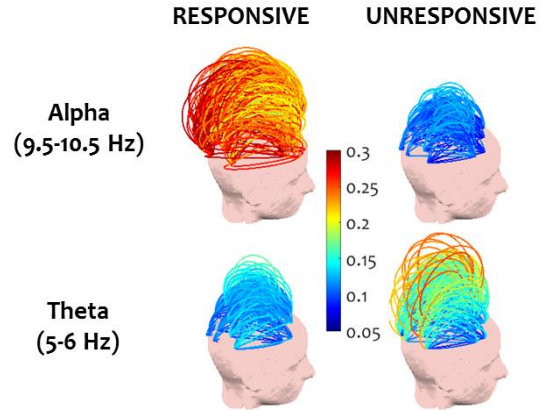 RESPONSIVE UNRESPONSIVE
Alpha
(9.5-10.5 Hz)
0.3
0.25
0.2
0.15
0.1
0.05
Theta
(5-6 Hz)